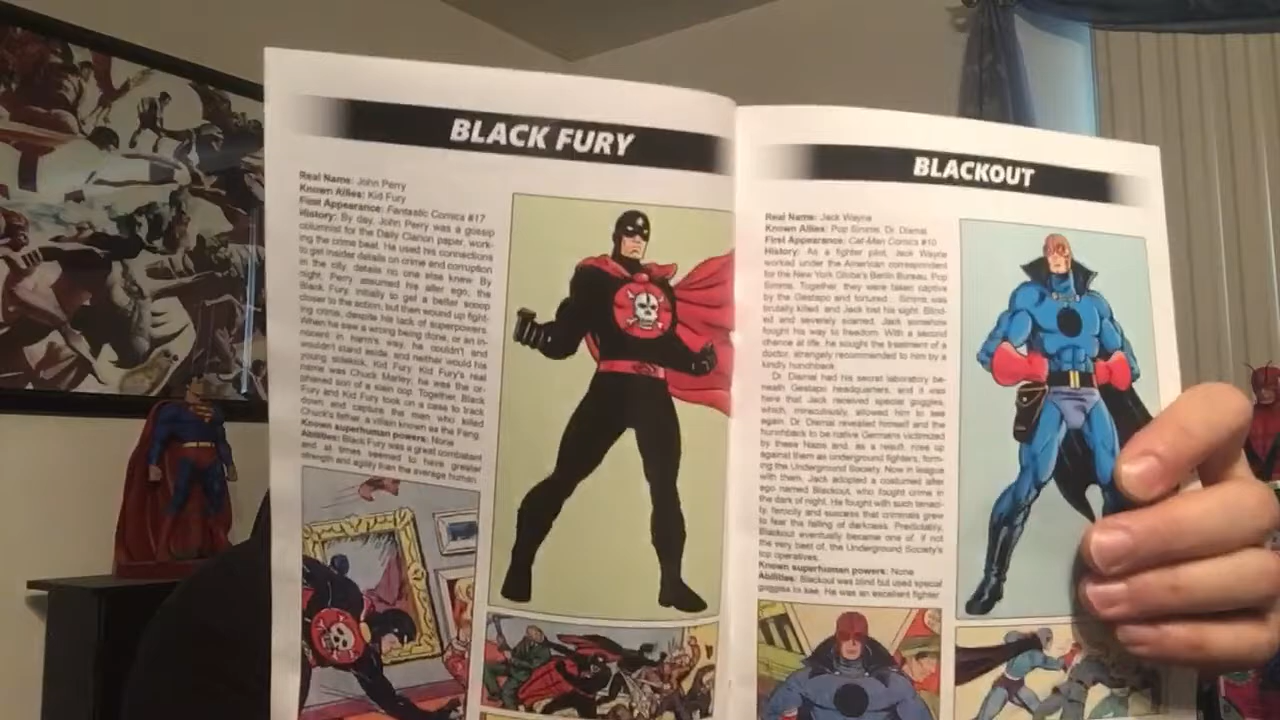 BLACK FURY
Real Name: John Perry
Known Allies: Kid Fury
First Appearance: Fantastic Comics #17
History: By day, John Perry was a gossip
columnist for the Daily Clarion paper, work-
ing the crime beat. He used his connections
to get insider details on crime and corruption
in the city, details no one else knew. By
night, Perry assumed his alter ego, the
Black Fury, initially to get a better scoop
closer to the action, but then wound up fight-
ing crime, despite his lack of superpowers.
When he saw a wrong being done, or an in-
nocent in harm's way, he couldn't and
wouldn't stand aside, and neither would his
young sidekick, Kid Fury. Kid Fury's real
name was Chuck Marley; he was the or-
phaned son of a slain cop. Together, Black
Fury and Kid Fury took on a case to track
down and capture the man who killed
Chuck's father, a villain known as the Fang.
Known superhuman powers: None
Abilities: Black Fury was a great combatant
and at times seemed to have greater
strength and agility than the average human.
BLACKOUT
Real Name: Jack Wayne
Known Allies: Pop Simms, Dr. Dismal
First Appearance: Cat-Man Comics #10
History: As a fighter pilot, Jack Wayne
worked under the American correspondent
for the New York Globe's Berlin Bureau, Pop
Simms. Together, they were taken captive
by the Gestapo and tortured. Simms was
brutally killed and Jack lost his sight. Blind-
ed and severely scarred, Jack somehow
fought his way to freedom. With a second
chance at life, he sought the treatment of a
doctor, strangely recommended to him by a
kindly hunchback.
Dr. Dismal had his secret laboratory be-
neath Gestapo headquarters, and it was
here that Jack received special goggles,
which, miraculously, allowed him to see
again. Dr. Dismal revealed himself and the
hunchback to be native Germans victimized
by these Nazis and, as a result, rose up
against them as underground fighters, form-
ing the Underground Society. Now in league
with them, Jack adopted a costumed alter
ego named Blackout, who fought crime in
the dark of night. He fought with such tenaci-
ty, ferocity and success that criminals grew
to fear the falling of darkness. Predictably,
Blackout eventually became one of, if not
the very best of, the Underground Society's
top operatives.
Known superhuman powers: None
Abilities: Blackout was blind but used special
goggles to see. He was an excellent fighter